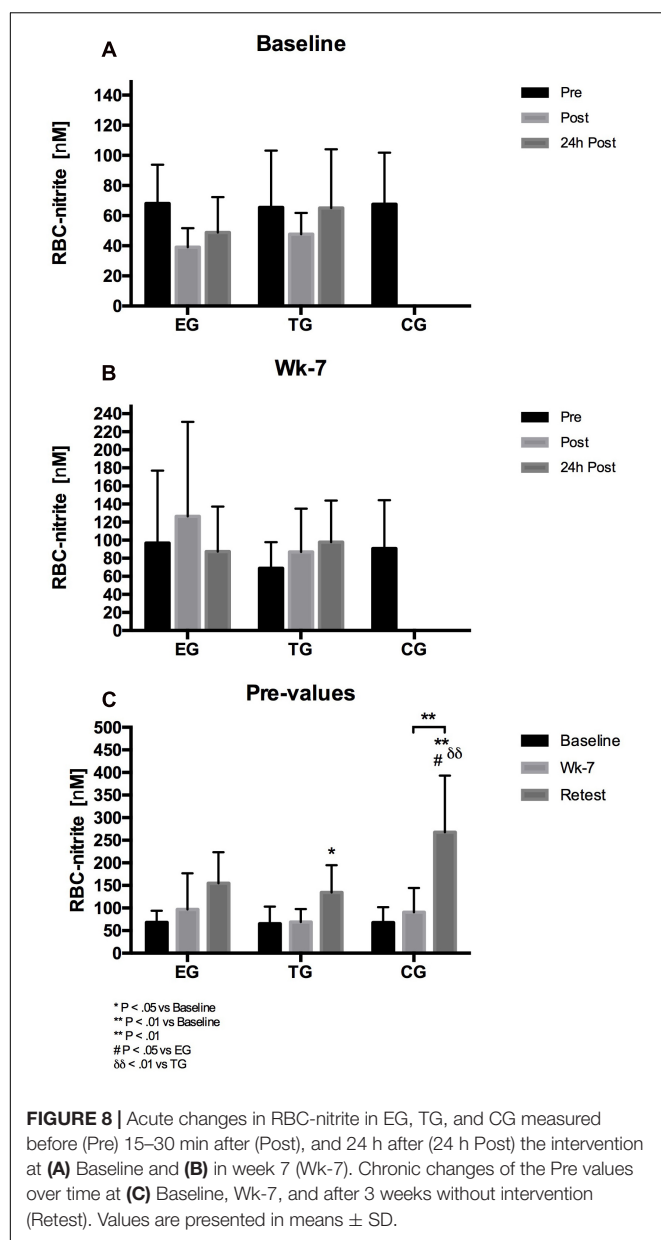 A
Baseline
RBC-nitrite [nM]
140
120
100
80
60
40
20
0
EG
TG
CG
Pre
Post
24h Post
B
Wk-7
RBC-nitrite [nM]
240
220
200
180
160
140
120
100
80
60
40
20
0
EG
TG
CG
Pre
Post
24h Post
C
Pre-values
RBC-nitrite [nM]
500
450
400
350
300
250
200
150
100
50
0
*
**
**
# δδ
EG
TG
CG
Baseline
Wk-7
Retest
* P < .05 vs Baseline
** P < .01 vs Baseline
** P < .01
# P < .05 vs EG
δδ < .01 vs TG
FIGURE 8 | Acute changes in RBC-nitrite in EG, TG, and CG measured
before (Pre) 15–30 min after (Post), and 24 h after (24 h Post) the intervention
at (A) Baseline and (B) in week 7 (Wk-7). Chronic changes of the Pre values
over time at (C) Baseline, Wk-7, and after 3 weeks without intervention
(Retest). Values are presented in means ± SD.